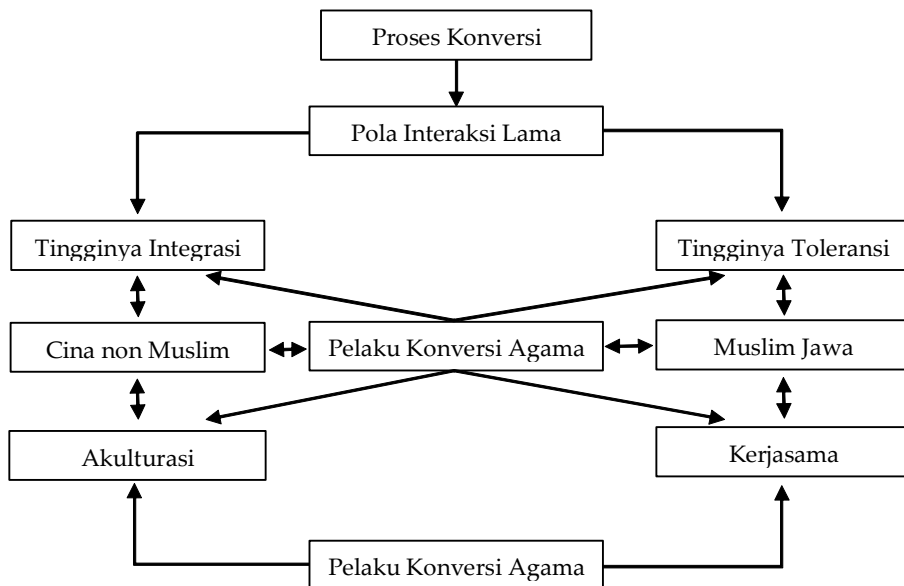 Proses Konversi
Pola Interaksi Lama
Tingginya Integrasi
Tingginya Toleransi
Cina non Muslim
Pelaku Konversi Agama
Muslim Jawa
Akulturasi
Kerjasama
Pelaku Konversi Agama